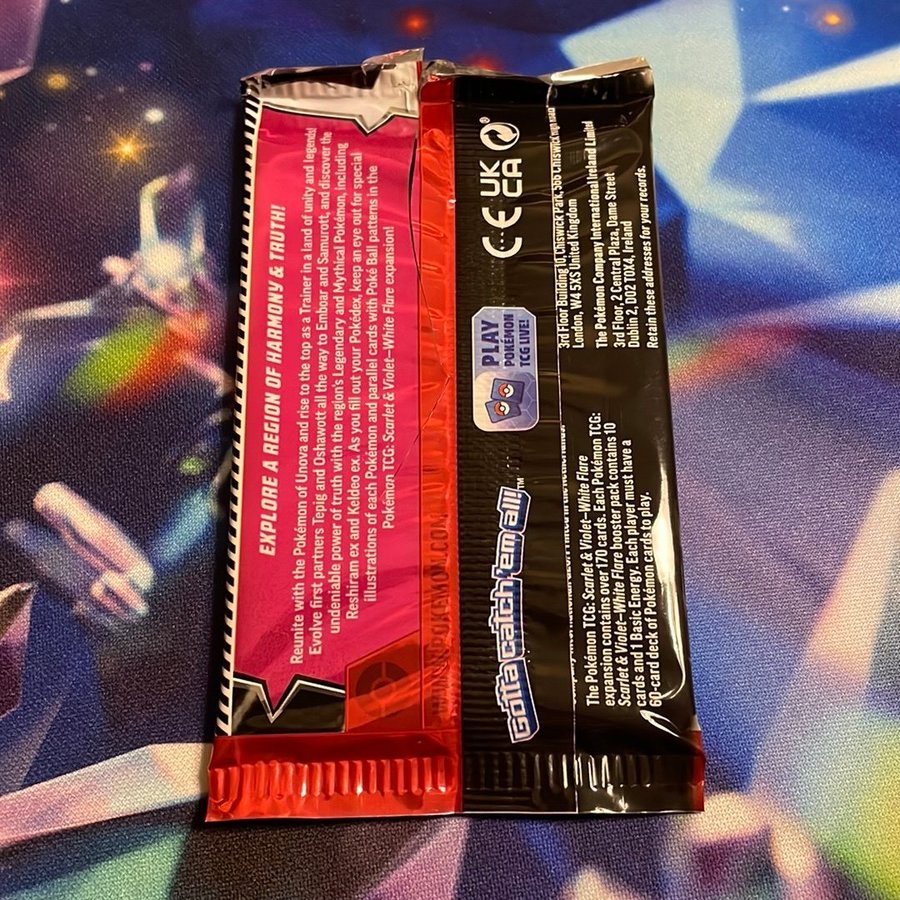 EXPLORE A REGION OF HARMONY & TRUTH!
Reunite with the Pokémon of Unova and rise to the top as a Trainer in a land of unity and legends!
Evolve first partners Tepig and Oshawott all the way to Emboar and Samurott, and discover the
undeniable power of truth with the region's Legendary and Mythical Pokémon, including
Reshiram ex and Keldeo ex. As you fill out your Pokédex, keep an eye out for special
illustrations of each Pokémon and parallel cards with Poké Ball patterns in the
Pokémon TCG: Scarlet & Violet—White Flare expansion!
POKEMON.COM
Gotta catch 'em all!™
PLAY
POKÉMON
TCG LIVE!
CE UK
CA
®
The Pokémon TCG: Scarlet & Violet—White Flare
expansion contains over 170 cards. Each Pokémon TCG:
Scarlet & Violet—White Flare booster pack contains 10
cards and 1 Basic Energy. Each player must have a
60-card deck of Pokémon cards to play.
3rd Floor Building 10, Chiswick Park, 566 Chiswick High Road
London, W4 5XS United Kingdom
The Pokémon Company International Ireland Limited
3rd Floor, 2 Central Plaza, Dame Street
Dublin 2, D02 T0X4, Ireland
Retain these addresses for your records.